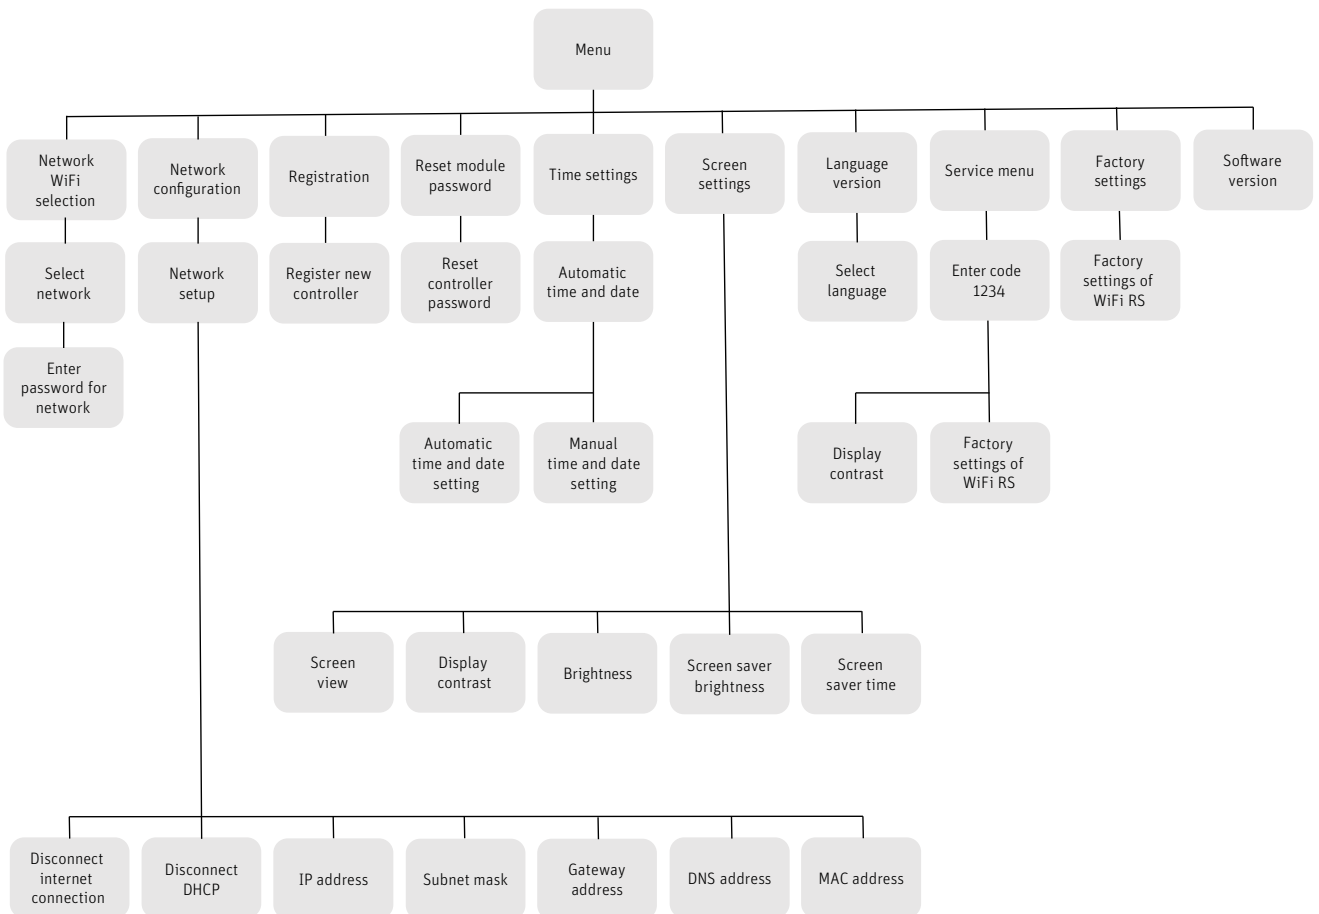 Menu
Network
WiFi
selection
Network
configuration
Registration
Reset module
password
Time settings
Screen
settings
Language
version
Service menu
Factory
settings
Software
version
Select
network
Network
setup
Register new
controller
Reset
controller
password
Automatic
time and date
Select
language
Enter code
1234
Factory
settings of
WiFi RS
Enter
password for
network
Automatic
time and date
setting
Manual
time and date
setting
Display
contrast
Factory
settings of
WiFi RS
Screen
view
Display
contrast
Brightness
Screen saver
brightness
Screen
saver time
Disconnect
internet
connection
Disconnect
DHCP
IP address
Subnet mask
Gateway
address
DNS address
MAC address